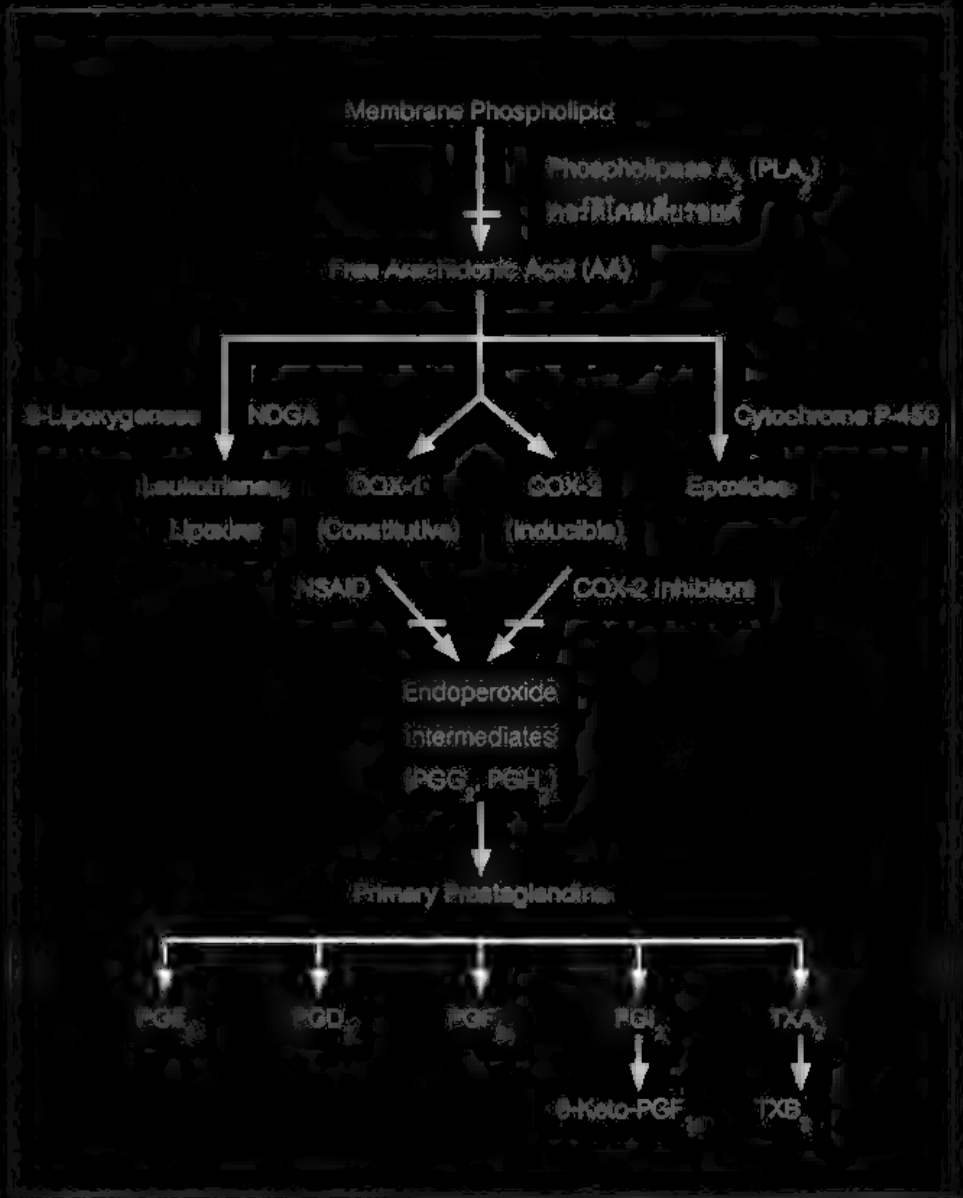 Membrane Phospholipid
Phospholipase A2 (PLA2)
Free Arachidonic Acid (AA)
5-Lipoxygenase NDGA Cytochrome P-450
Leukotrienes, COX-1 COX-2 Epoxides
Lipoxins (Constitutive) (Inducible)
NSAID COX-2 Inhibitors
Endoperoxide
Intermediates
(PGG2, PGH2)
Primary Prostaglandins
PGE2 PGD2 PGF2α PGI2 TXA2
6-Keto-PGF1α TXB2